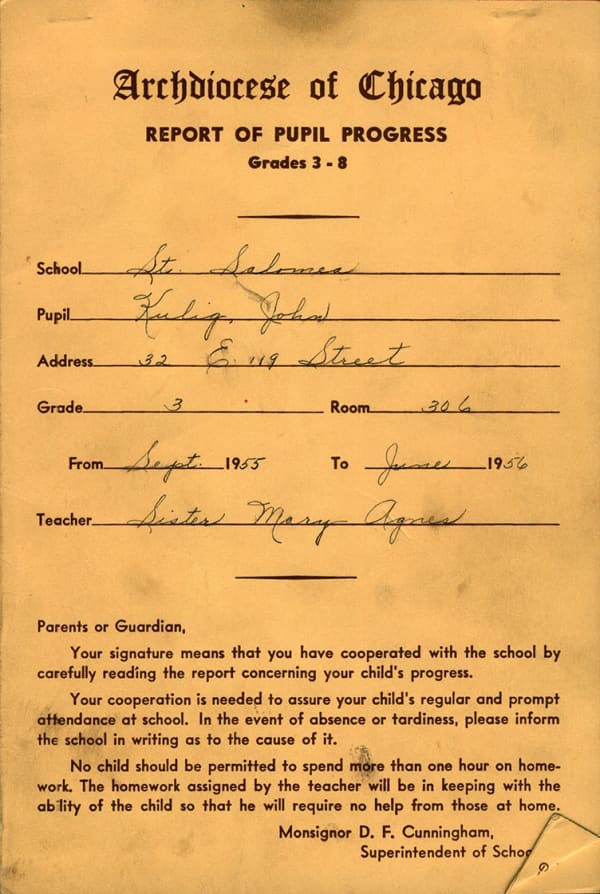 Archdiocese of Chicago
REPORT OF PUPIL PROGRESS
Grades 3 - 8
School St. Salomea
Pupil Kulig, John
Address 32 E. 119 Street
Grade 3 Room 306
From Sept. 1955 To June 1956
Teacher Sister Mary Agnes
Parents or Guardian,
Your signature means that you have cooperated with the school by
carefully reading the report concerning your child's progress.
Your cooperation is needed to assure your child's regular and prompt
attendance at school. In the event of absence or tardiness, please inform
the school in writing as to the cause of it.
No child should be permitted to spend more than one hour on home-
work. The homework assigned by the teacher will be in keeping with the
ability of the child so that he will require no help from those at home.
Monsignor D. F. Cunningham,
Superintendent of Schoo